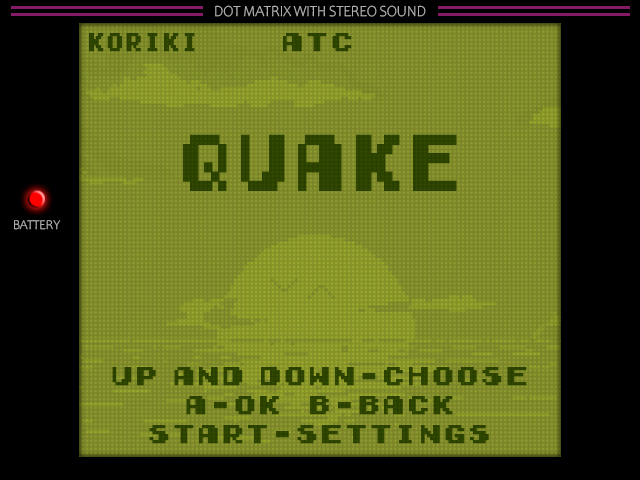 DOT MATRIX WITH STEREO SOUND
KORIKI ATC
QUAKE
BATTERY
UP AND DOWN-CHOOSE
A-OK B-BACK
START-SETTINGS